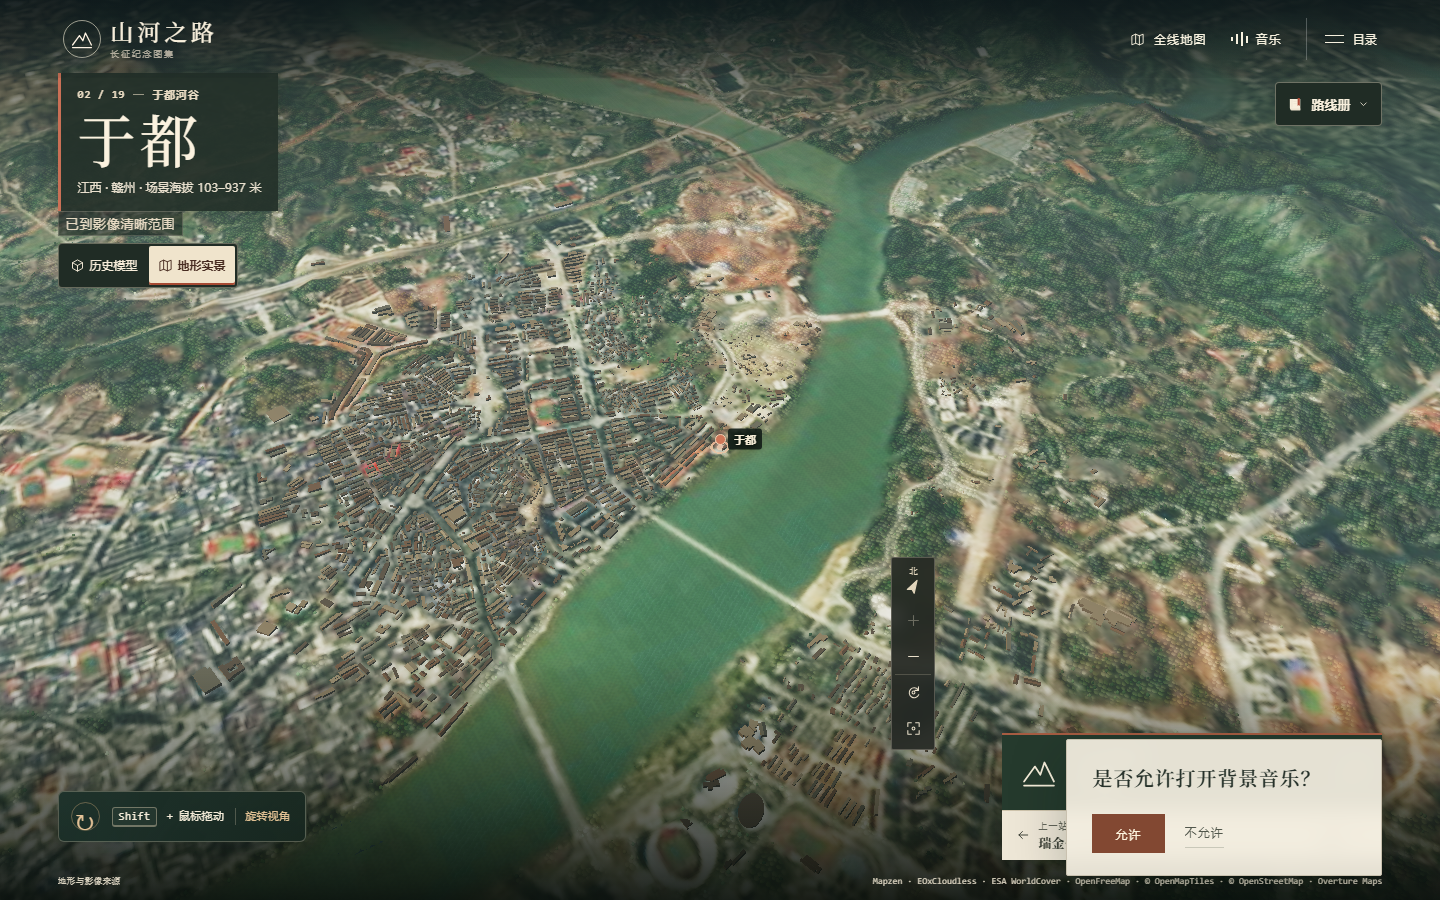 山河之路
长征纪念图集
全线地图
音乐
目录
02 / 19 — 于都河谷
于都
江西 · 赣州 · 场景海拔 103–937 米
已到影像清晰范围
历史模型
地形实景
路线册
于都
北
是否允许打开背景音乐？
允许
不允许
← 上一站
瑞金
Shift + 鼠标拖动
旋转视角
地形与影像来源
Mapzen · EOxCloudless · ESA WorldCover · OpenFreeMap · © OpenMapTiles · © OpenStreetMap · Overture Maps